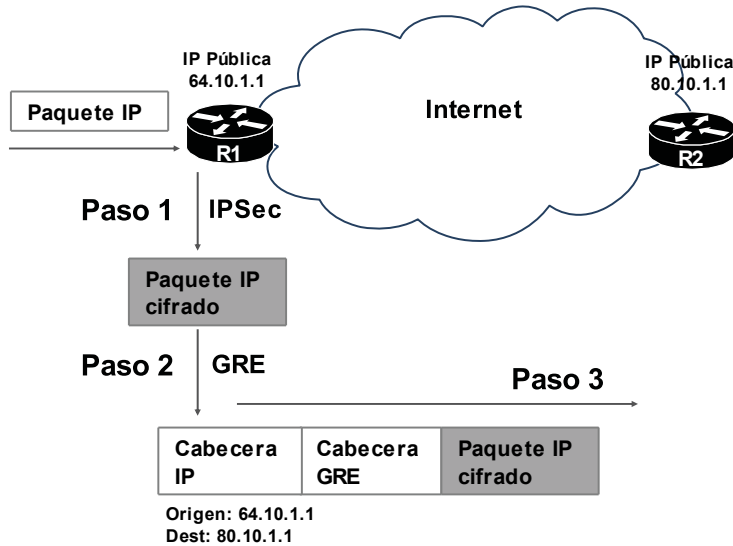 IP Pública
64.10.1.1
IP Pública
80.10.1.1
Paquete IP
Internet
R1
R2
Paso 1
IPSec
Paquete IP
cifrado
Paso 2
GRE
Paso 3
Cabecera
IP
Cabecera
GRE
Paquete IP
cifrado
Origen: 64.10.1.1
Dest: 80.10.1.1